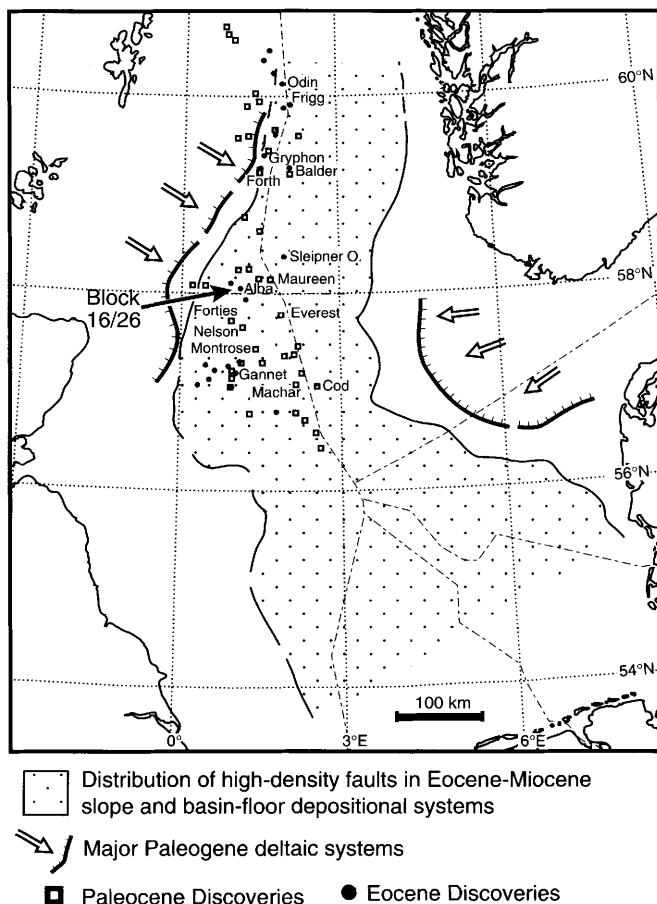 60°N
Odin
Frigg
Gryphon
Balder
Forth
Sleipner O.
58°N
Maureen
Block
16/26
Alba
Forties
Everest
Nelson
Montrose
Gannet
Machar
Cod
56°N
54°N
100 km
0°
3°E
6°E
Distribution of high-density faults in Eocene-Miocene
slope and basin-floor depositional systems
Major Paleogene deltaic systems
Paleocene Discoveries
Eocene Discoveries